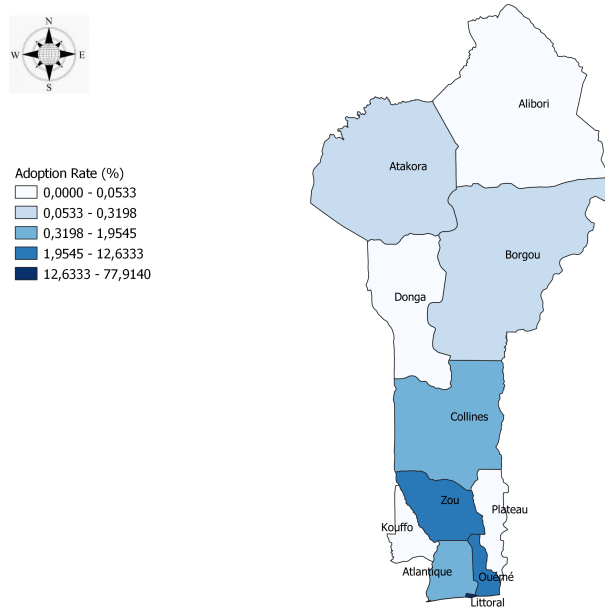 N
W E
S
Alibori
Atakora
Adoption Rate (%)
0,0000 - 0,0533
0,0533 - 0,3198
0,3198 - 1,9545
1,9545 - 12,6333
12,6333 - 77,9140
Borgou
Donga
Collines
Zou
Plateau
Kouffo
Atlantique
Ouémé
Littoral